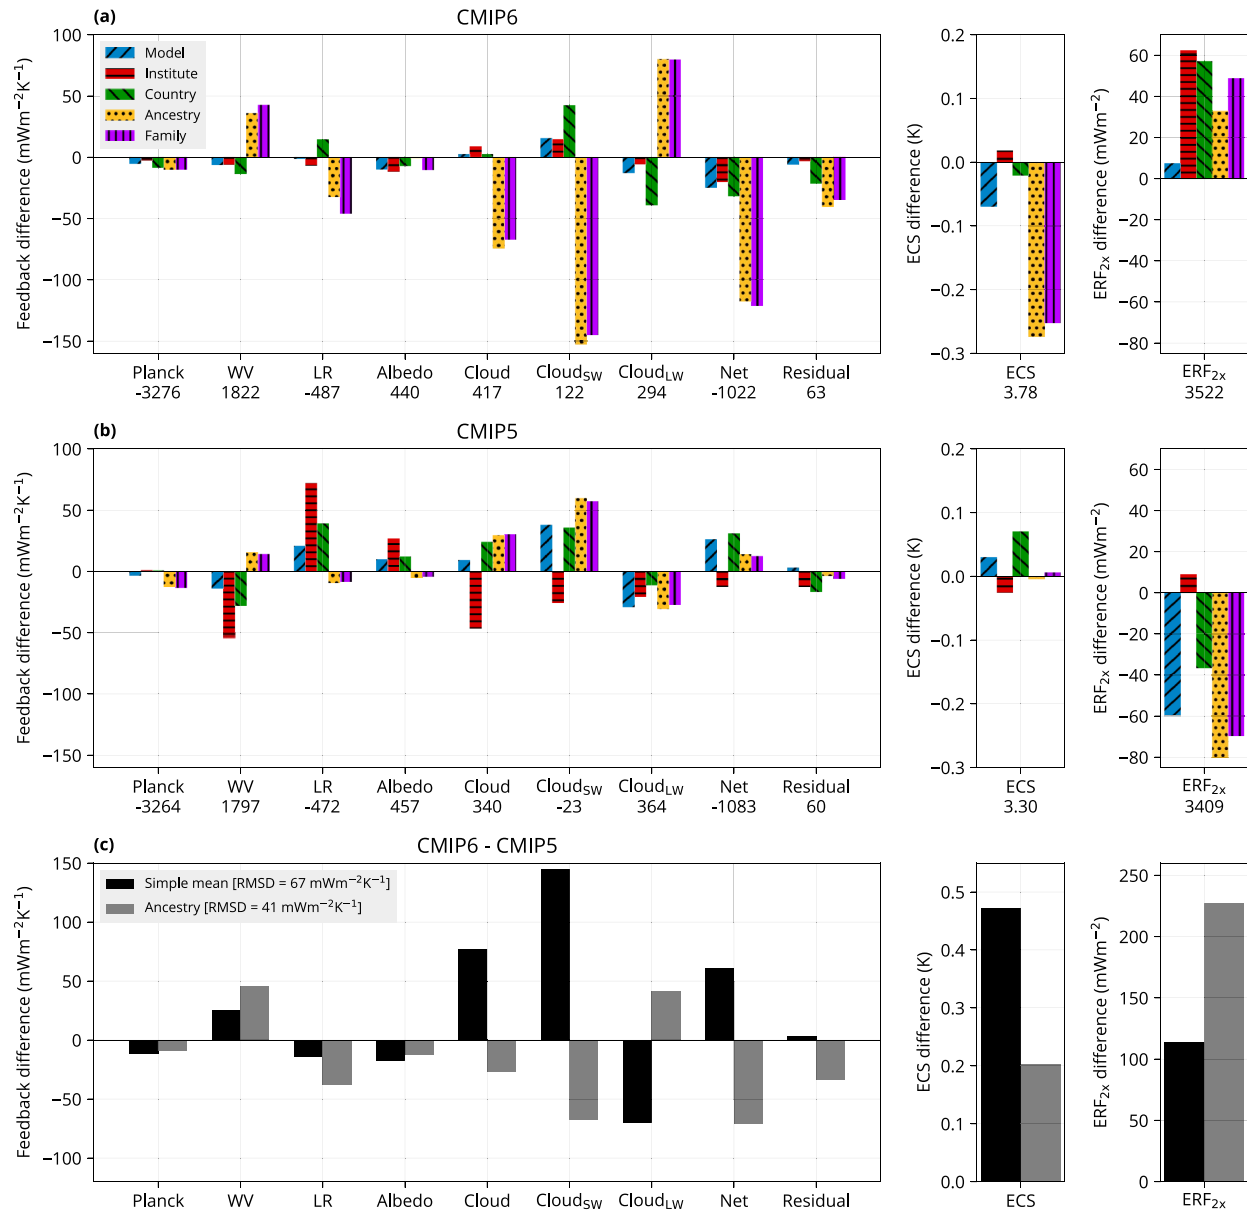 (a)
CMIP6
Feedback difference (mWm⁻²K⁻¹)
100
50
0
−50
−100
−150
Model
Institute
Country
Ancestry
Family
Planck
-3276
WV
1822
LR
-487
Albedo
440
Cloud
417
Cloud_SW
122
Cloud_LW
294
Net
-1022
Residual
63
ECS difference (K)
0.2
0.1
0.0
−0.1
−0.2
−0.3
ECS
3.78
ERF₂ₓ difference (mWm⁻²)
60
40
20
0
−20
−40
−60
−80
ERF₂ₓ
3522
(b)
CMIP5
Feedback difference (mWm⁻²K⁻¹)
100
50
0
−50
−100
−150
Planck
-3264
WV
1797
LR
-472
Albedo
457
Cloud
340
Cloud_SW
-23
Cloud_LW
364
Net
-1083
Residual
60
ECS difference (K)
0.2
0.1
0.0
−0.1
−0.2
−0.3
ECS
3.30
ERF₂ₓ difference (mWm⁻²)
60
40
20
0
−20
−40
−60
−80
ERF₂ₓ
3409
(c)
CMIP6 - CMIP5
Feedback difference (mWm⁻²K⁻¹)
150
100
50
0
−50
−100
Simple mean [RMSD = 67 mWm⁻²K⁻¹]
Ancestry [RMSD = 41 mWm⁻²K⁻¹]
Planck
WV
LR
Albedo
Cloud
Cloud_SW
Cloud_LW
Net
Residual
ECS difference (K)
0.5
0.4
0.3
0.2
0.1
0.0
ECS
ERF₂ₓ difference (mWm⁻²)
250
200
150
100
50
0
ERF₂ₓ